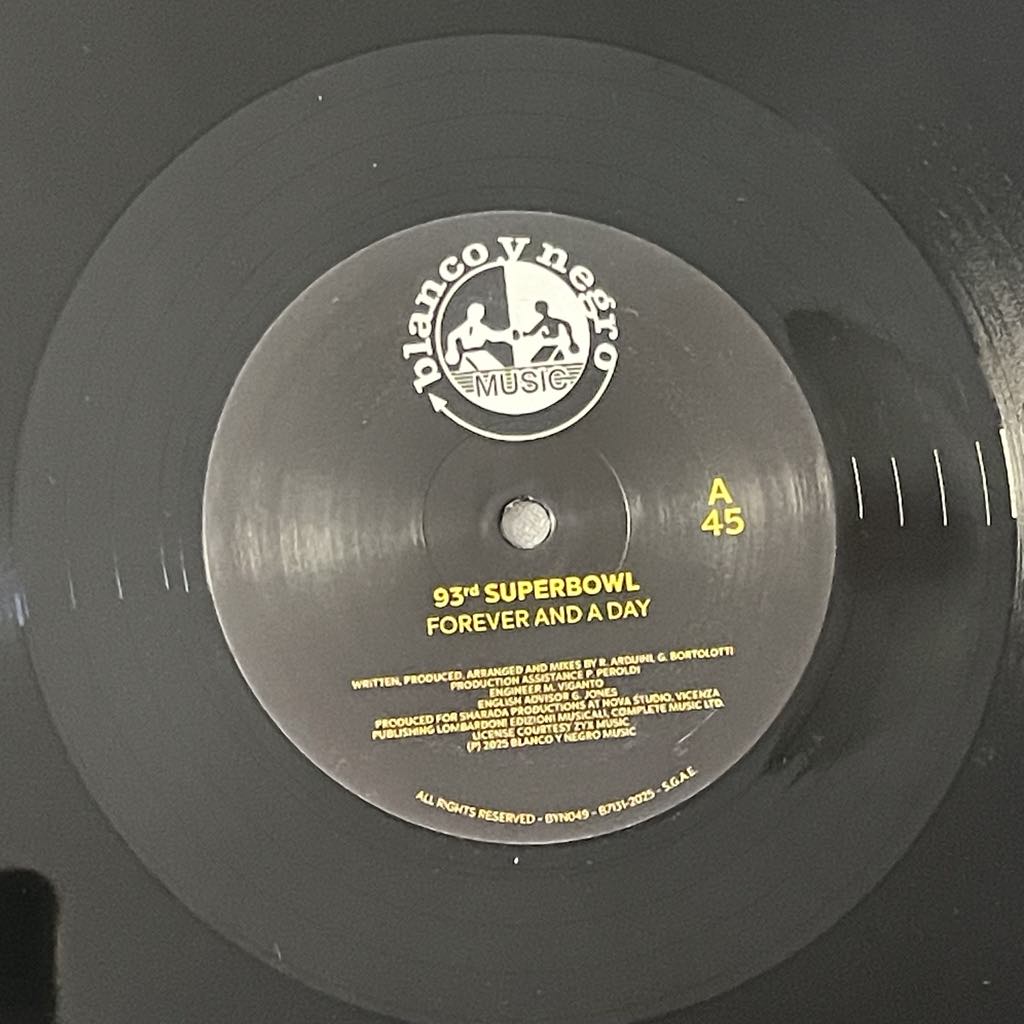 blanco y negro
MUSIC
A
45
93rd SUPERBOWL
FOREVER AND A DAY
WRITTEN, PRODUCED, ARRANGED AND MIXES BY R. ARDUINI, G. BORTOLOTTI
PRODUCTION ASSISTANCE P. PEROLDI
ENGINEER M. VIGANTO
ENGLISH ADVISOR G. JONES
PRODUCED FOR SHARADA PRODUCTIONS AT NOVA STUDIO, VICENZA
PUBLISHING LOMBARDONI EDIZIONI MUSICALI, COMPLETE MUSIC LTD.
LICENSE COURTESY ZYX MUSIC
(P) 2025 BLANCO Y NEGRO MUSIC
ALL RIGHTS RESERVED - BYN049 - B7131-2025 - S.G.A.E.